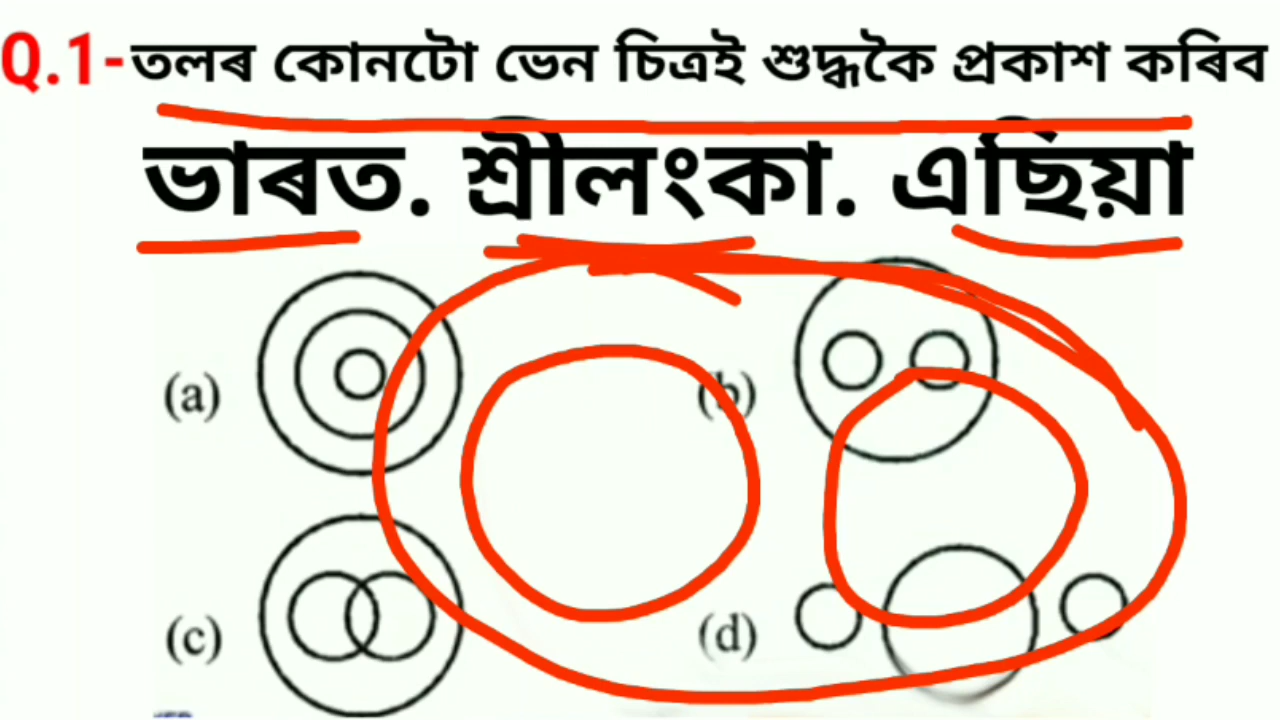 Q.1-তলৰ কোনটো ভেন চিত্ৰই শুদ্ধকৈ প্ৰকাশ কৰিব
ভাৰত. শ্ৰীলংকা. এছিয়া
(a)
(b)
(c)
(d)